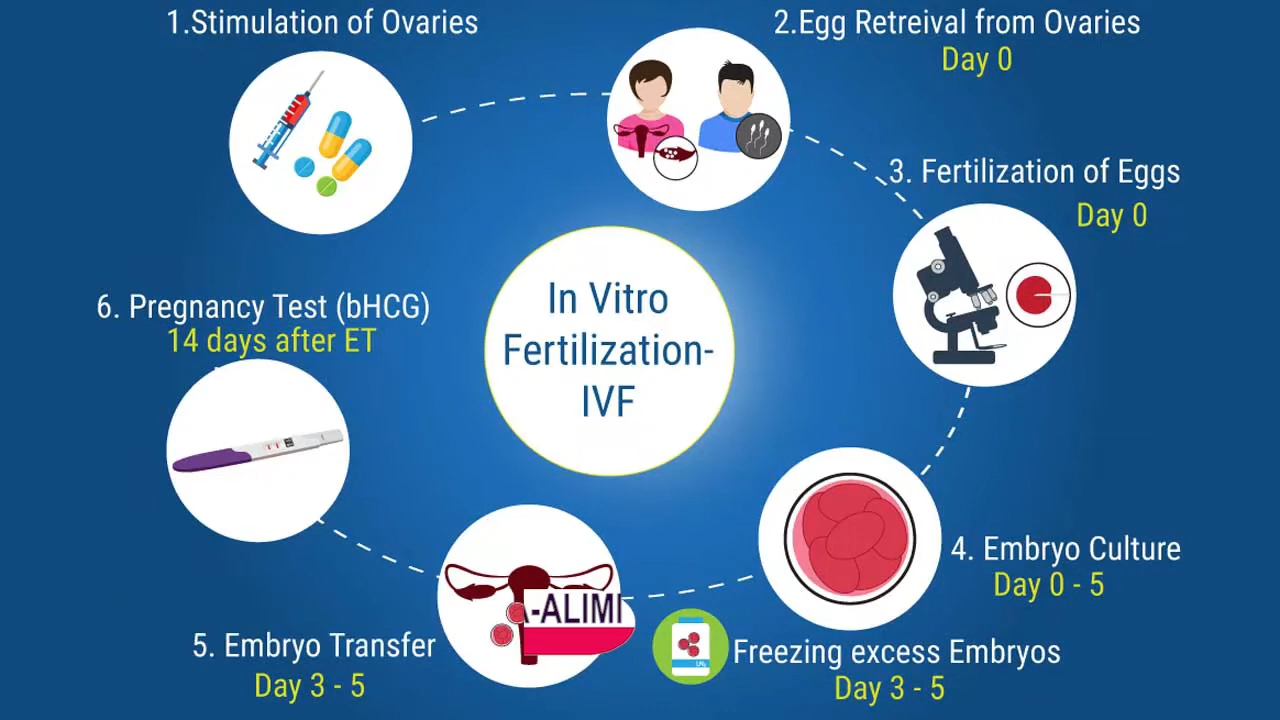 1.Stimulation of Ovaries
2.Egg Retreival from Ovaries
Day 0
3. Fertilization of Eggs
Day 0
In Vitro
Fertilization-
IVF
6. Pregnancy Test (bHCG)
14 days after ET
4. Embryo Culture
Day 0 - 5
-ALIMI
5. Embryo Transfer
Day 3 - 5
Freezing excess Embryos
Day 3 - 5